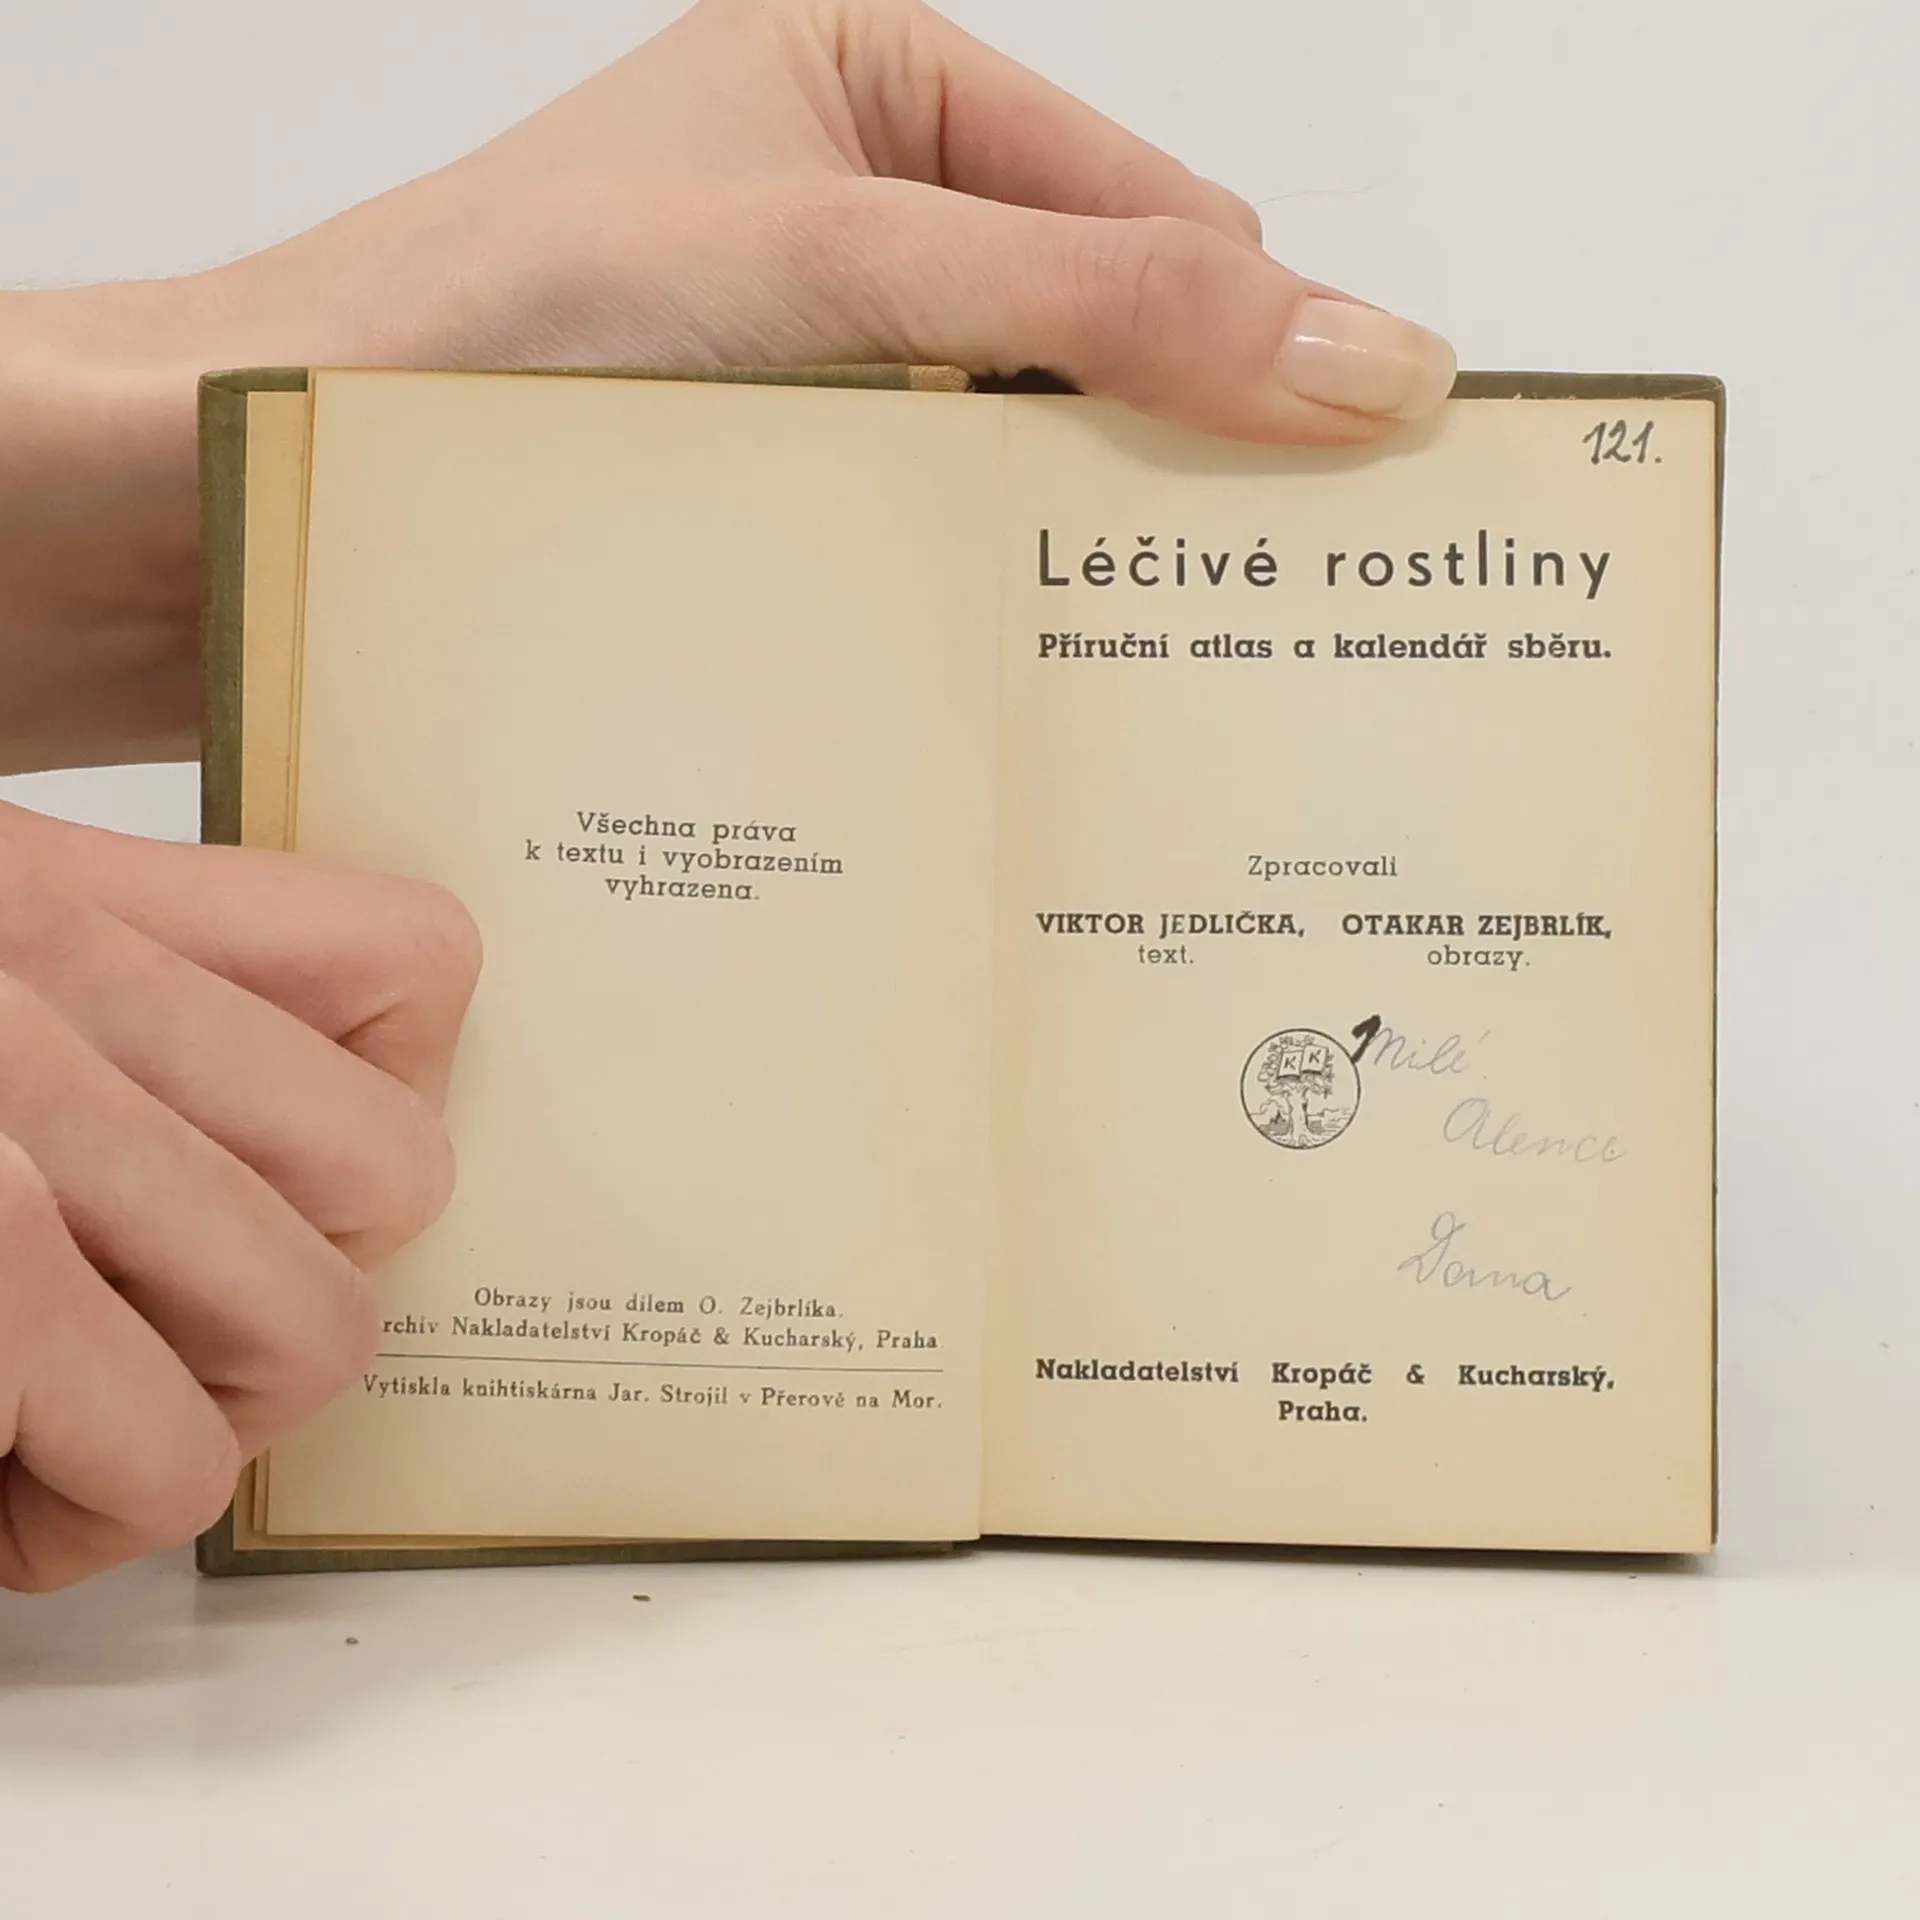 Všechna práva
k textu i vyobrazením
vyhrazena.
Obrazy jsou dílem O. Zejbrlíka.
rchiv Nakladatelství Kropáč & Kucharský, Praha.
Vytiskla knihtiskárna Jar. Strojil v Přerově na Mor.
121.
Léčivé rostliny
Příruční atlas a kalendář sběru.
Zpracovali
VIKTOR JEDLIČKA, OTAKAR ZEJBRLÍK,
text. obrazy.
K K
Milé
Alence
Dana
Nakladatelství Kropáč & Kucharský,
Praha.